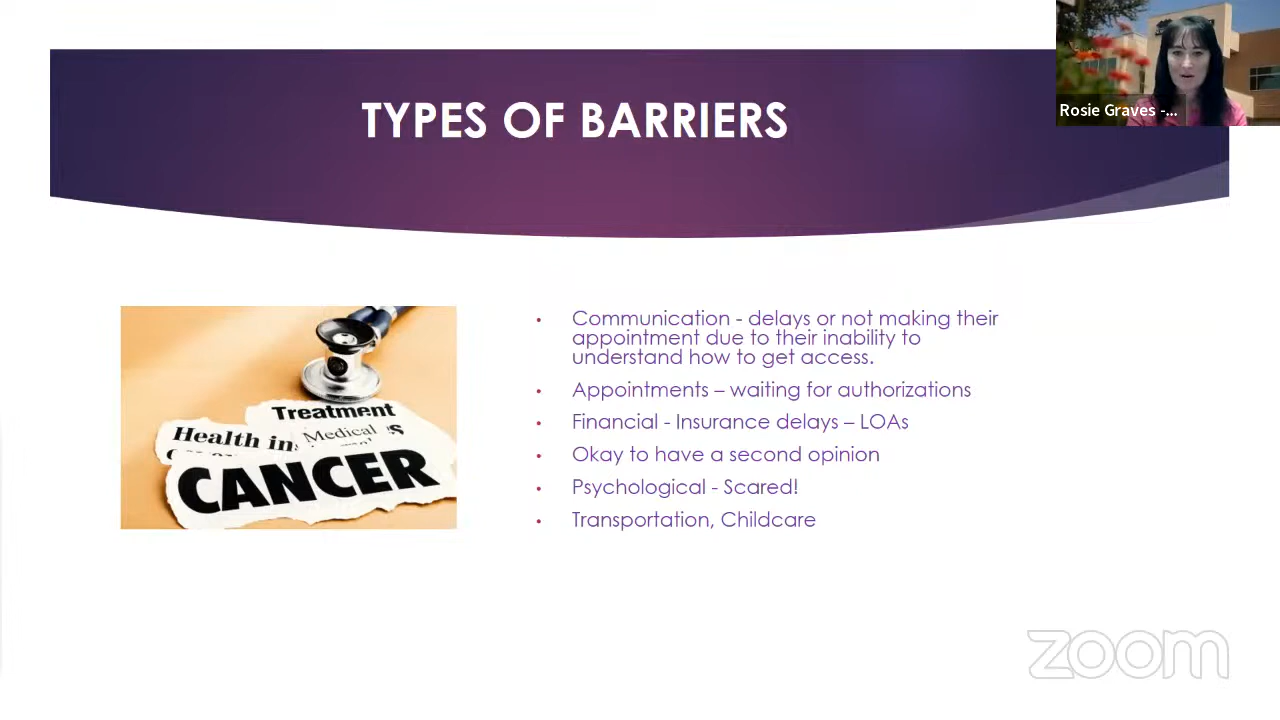 TYPES OF BARRIERS
Rosie Graves -...
Treatment
Health in
Medical
CANCER
• Communication - delays or not making their
appointment due to their inability to
understand how to get access.
• Appointments – waiting for authorizations
• Financial - Insurance delays – LOAs
• Okay to have a second opinion
• Psychological - Scared!
• Transportation, Childcare
zoom